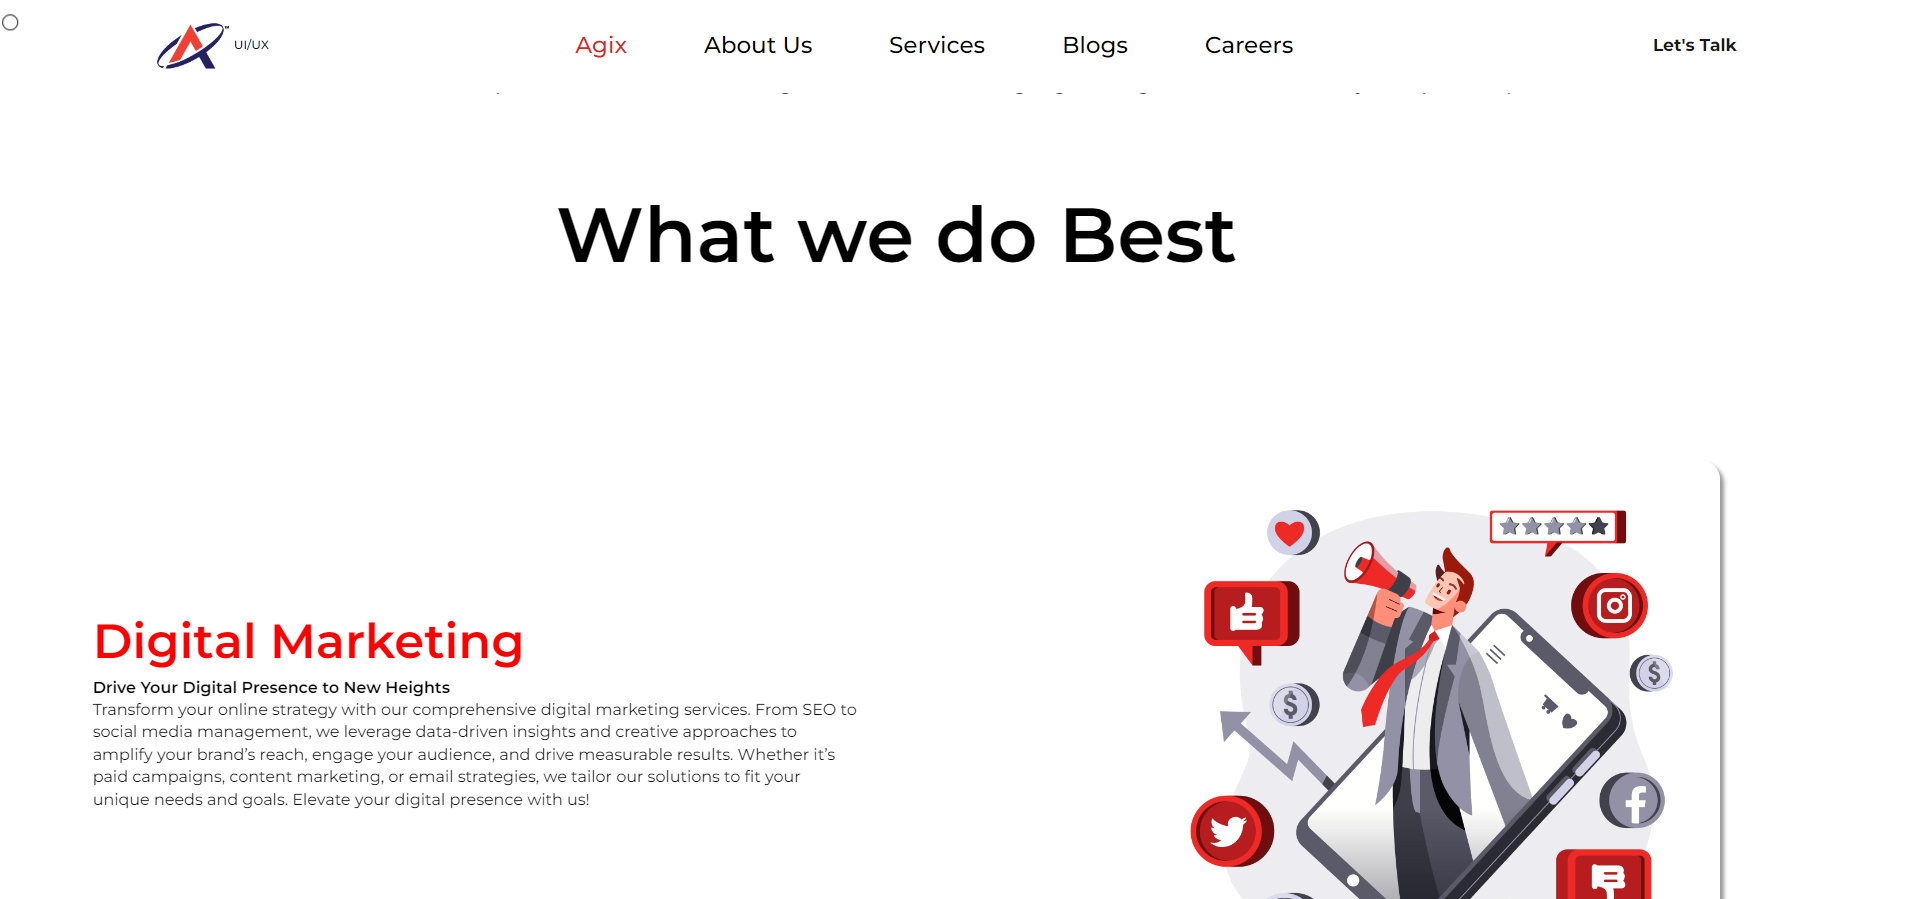 UI/UX
Agix
About Us
Services
Blogs
Careers
Let's Talk
What we do Best
Digital Marketing
Drive Your Digital Presence to New Heights
Transform your online strategy with our comprehensive digital marketing services. From SEO to
social media management, we leverage data-driven insights and creative approaches to
amplify your brand’s reach, engage your audience, and drive measurable results. Whether it’s
paid campaigns, content marketing, or email strategies, we tailor our solutions to fit your
unique needs and goals. Elevate your digital presence with us!